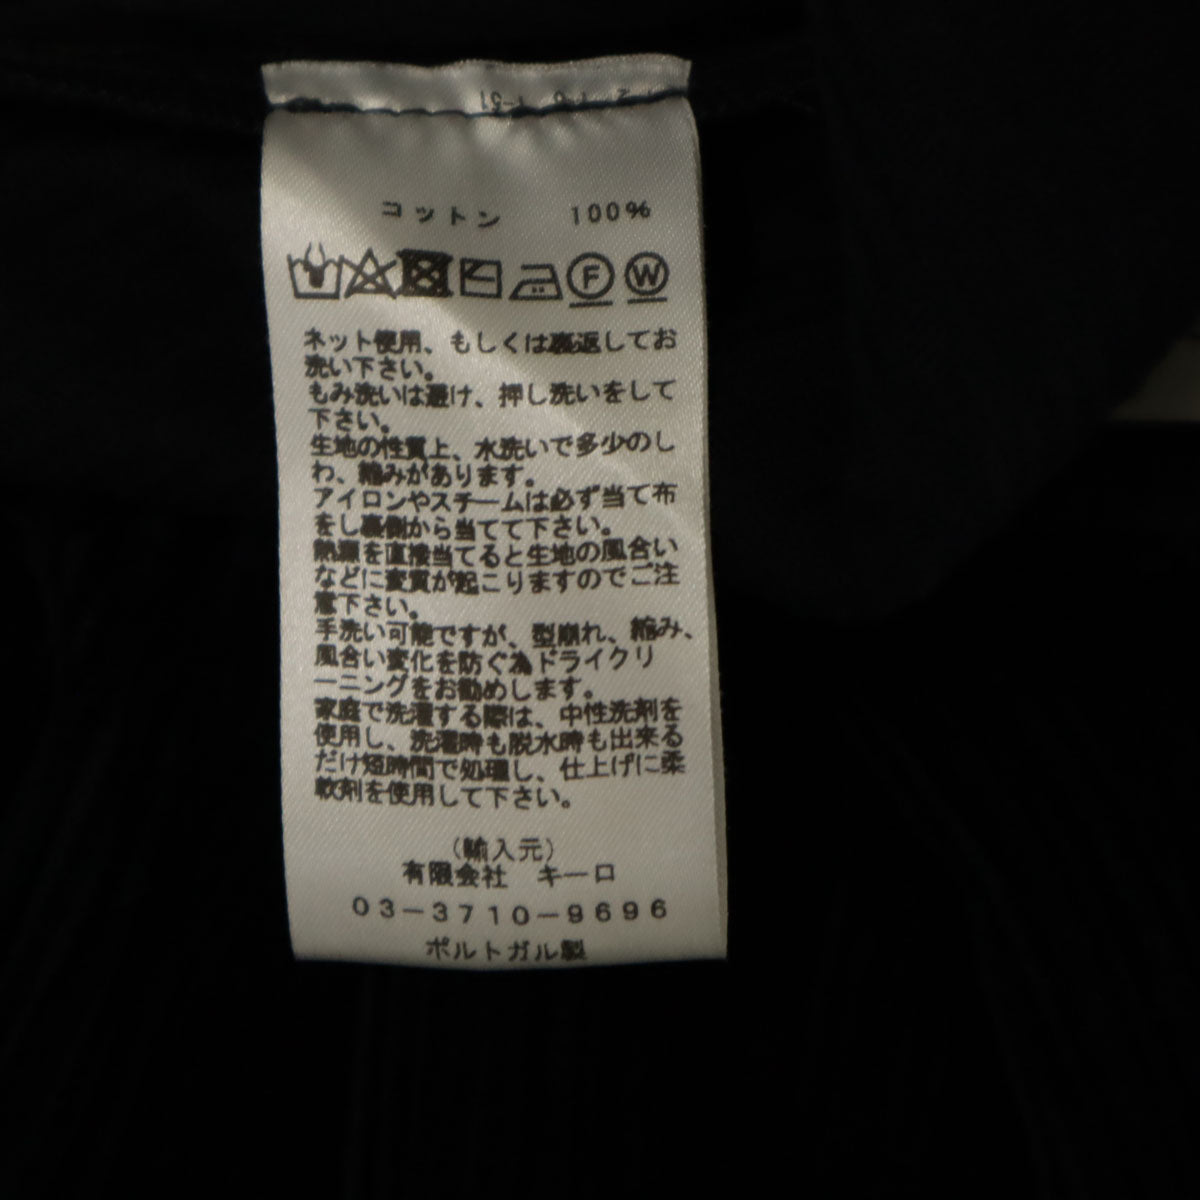 コットン 100%
F W
ネット使用、もしくは裏返してお
洗い下さい。
もみ洗いは避け、押し洗いをして
下さい。
生地の性質上、水洗いで多少のし
わ、縮みがあります。
アイロンやスチームは必ず当て布
をし裏側から当てて下さい。
熱源を直接当てると生地の風合い
などに変質が起こりますのでご注
意下さい。
手洗い可能ですが、型崩れ、縮み、
風合い変化を防ぐ為ドライクリ
ーニングをお勧めします。
家庭で洗濯する際は、中性洗剤を
使用し、洗濯時も脱水時も出来る
だけ短時間で処理し、仕上げに柔
軟剤を使用して下さい。
(輸入元)
有限会社 キーロ
03-3710-9696
ポルトガル製